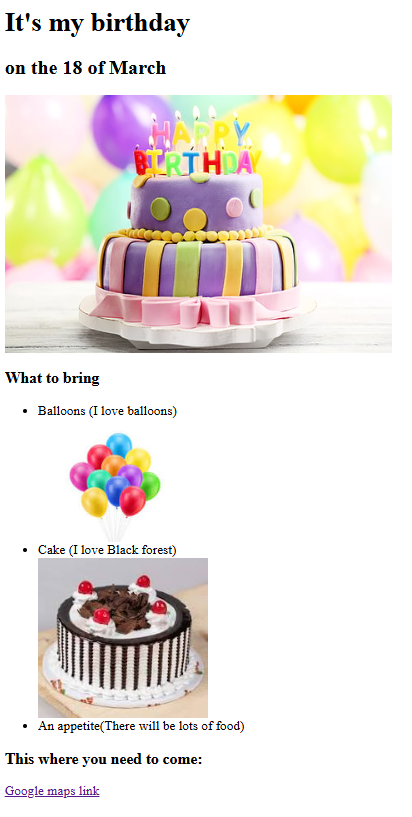 It's my birthday
on the 18 of March
HAPPY
BIRTHDAY
What to bring
Balloons (I love balloons)
Cake (I love Black forest)
An appetite(There will be lots of food)
This where you need to come:
Google maps link